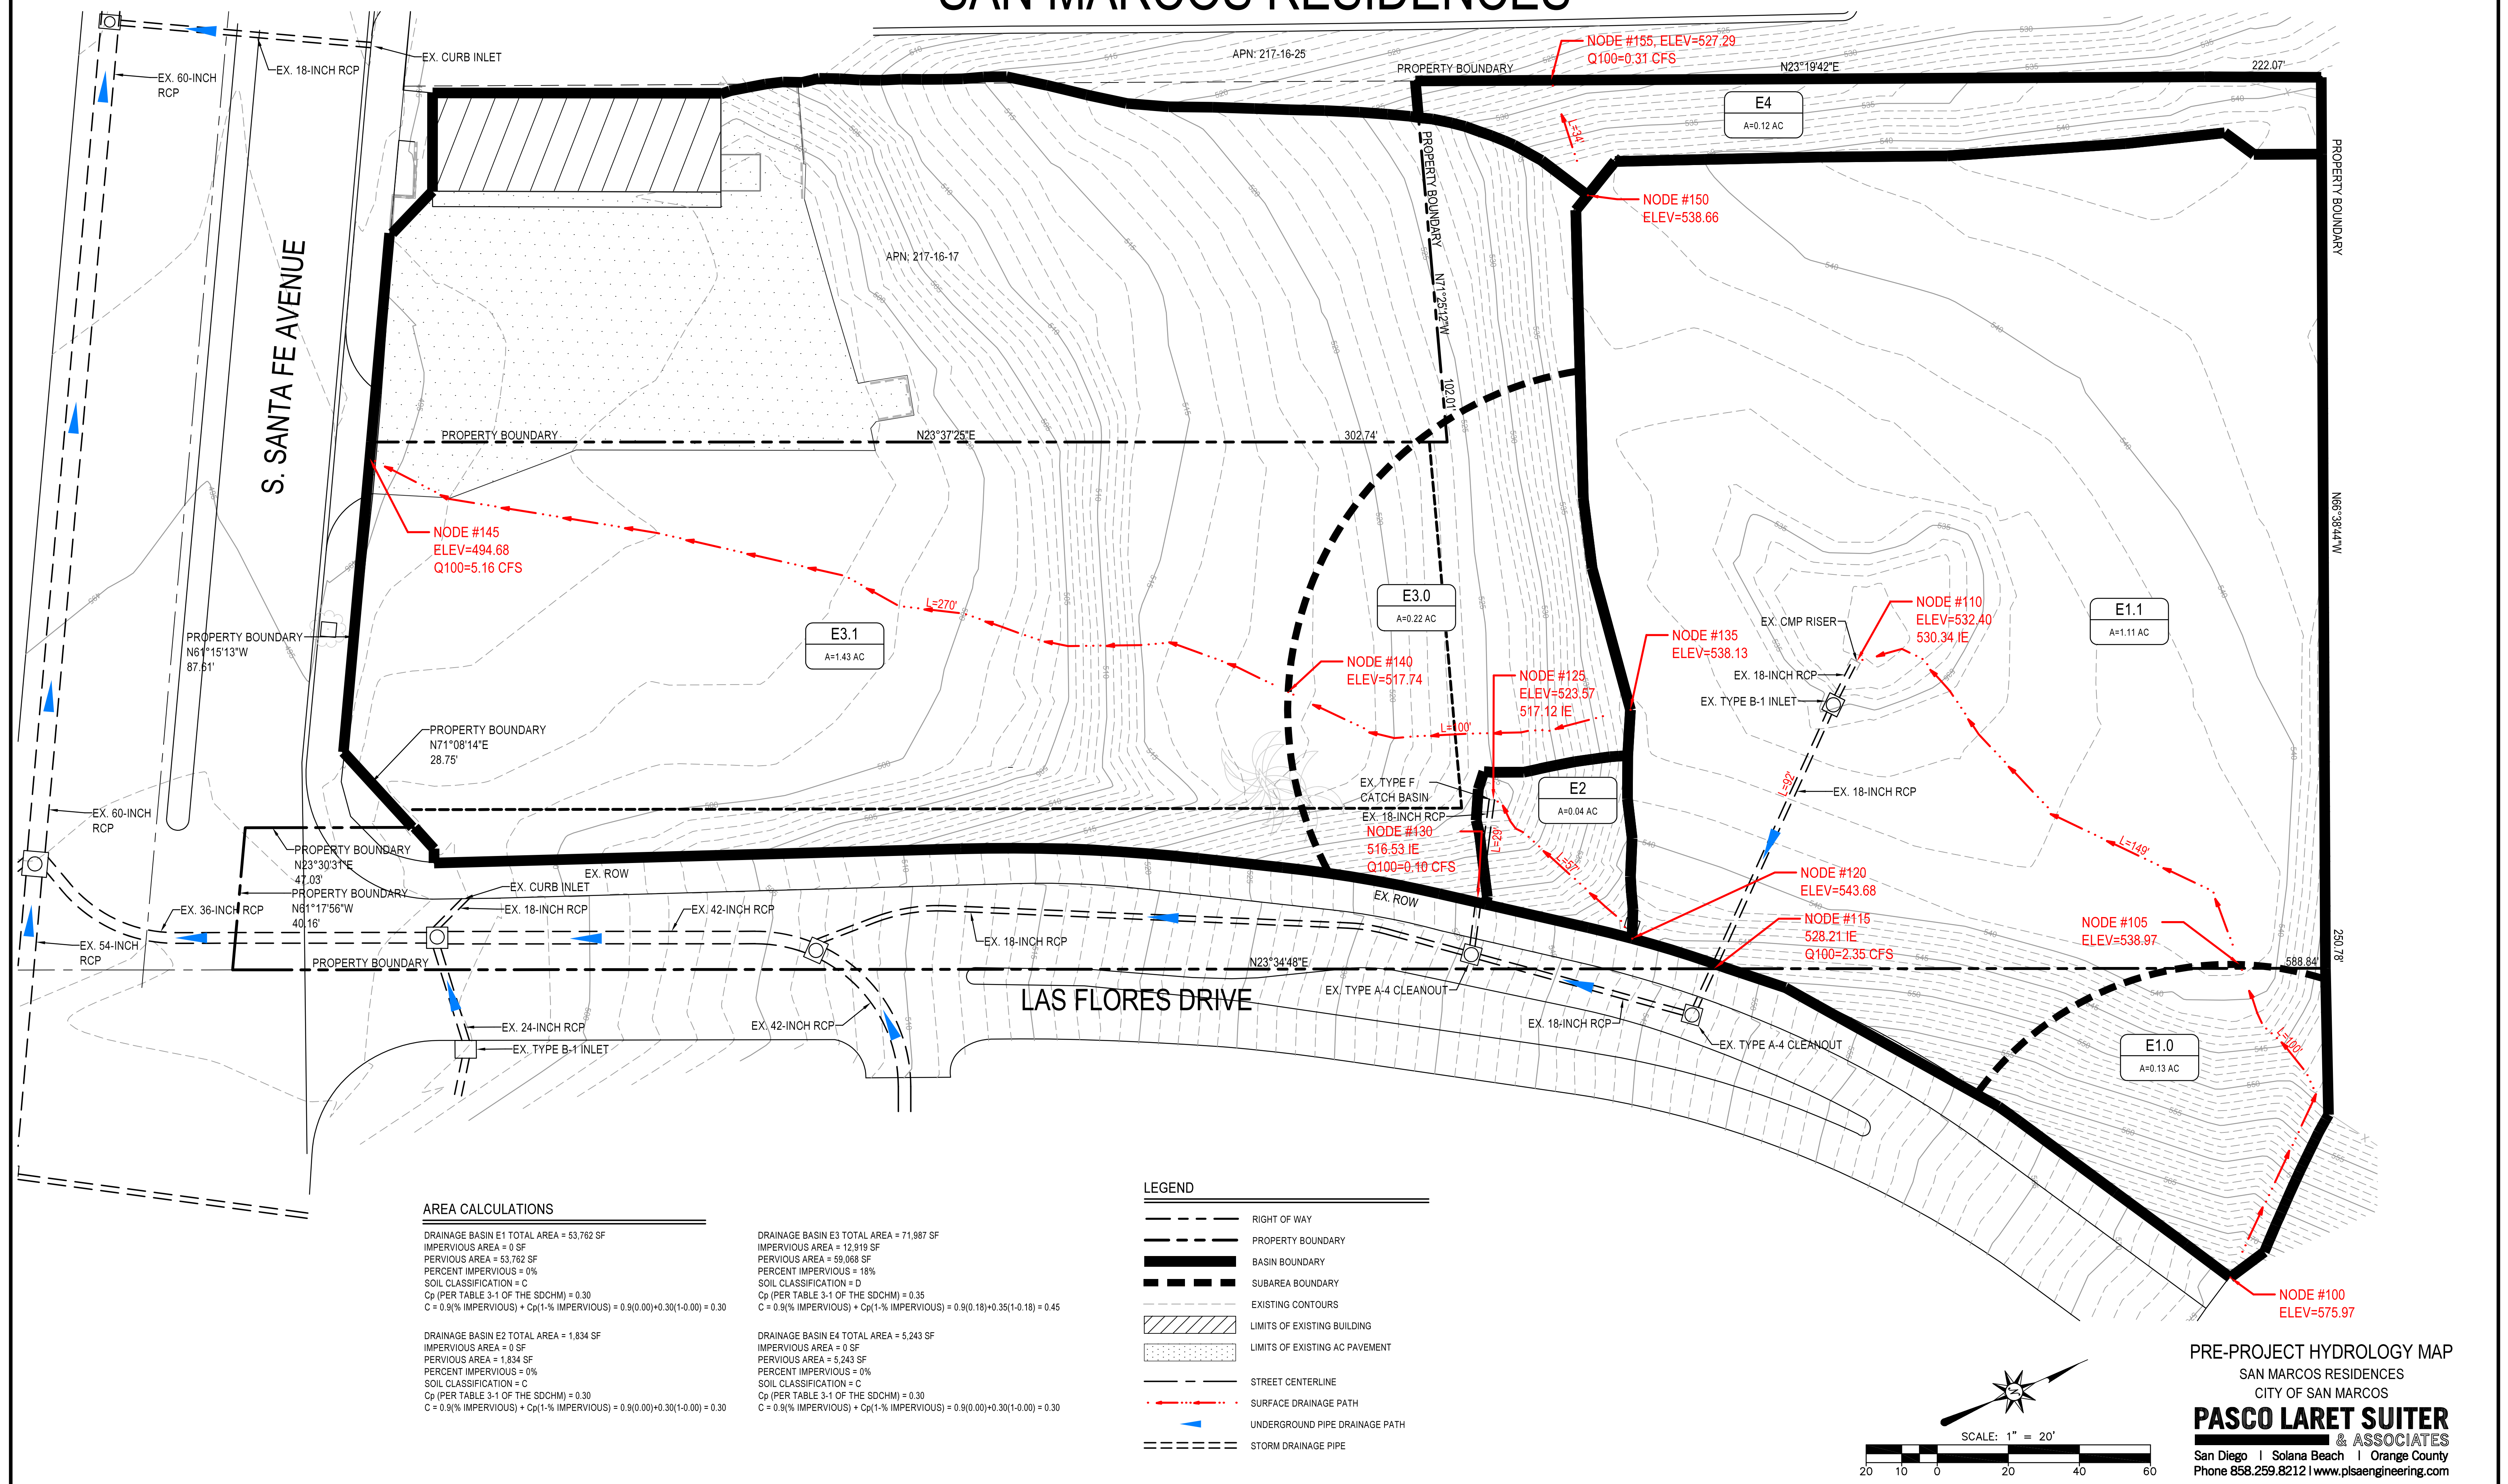 SAN MARCOS RESIDENCES
EX. CURB INLET
EX. 18-INCH RCP
EX. 60-INCH
RCP
APN: 217-16-25
NODE #155, ELEV=527.29
Q100=0.31 CFS
PROPERTY BOUNDARY
N23°19'42"E
222.07'
E4
A=0.12 AC
L=34'
PROPERTY BOUNDARY
N71°25'12"W
102.01'
NODE #150
ELEV=538.66
PROPERTY BOUNDARY
N66°38'44"W
250.78'
S. SANTA FE AVENUE
APN: 217-16-17
PROPERTY BOUNDARY
N23°37'25"E
302.74'
NODE #145
ELEV=494.68
Q100=5.16 CFS
L=270'
E3.1
A=1.43 AC
E3.0
A=0.22 AC
NODE #140
ELEV=517.74
NODE #125
ELEV=523.57
517.12 IE
L=100'
NODE #135
ELEV=538.13
EX. CMP RISER
NODE #110
ELEV=532.40
530.34 IE
E1.1
A=1.11 AC
EX. 18-INCH RCP
EX. TYPE B-1 INLET
PROPERTY BOUNDARY
N61°15'13"W
87.61'
PROPERTY BOUNDARY
N71°08'14"E
28.75'
EX. TYPE F
CATCH BASIN
EX. 18-INCH RCP
E2
A=0.04 AC
L=92'
EX. 18-INCH RCP
EX. 60-INCH
RCP
NODE #130
516.53 IE
Q100=0.10 CFS
L=29'
L=57'
L=149'
PROPERTY BOUNDARY
N23°30'31"E
47.03'
PROPERTY BOUNDARY
N61°17'56"W
40.16'
EX. ROW
EX. CURB INLET
EX. 18-INCH RCP
EX. 42-INCH RCP
EX. ROW
NODE #120
ELEV=543.68
NODE #115
528.21 IE
Q100=2.35 CFS
NODE #105
ELEV=538.97
EX. 36-INCH RCP
EX. 54-INCH
RCP
PROPERTY BOUNDARY
EX. 18-INCH RCP
N23°34'48"E
588.84'
LAS FLORES DRIVE
EX. TYPE A-4 CLEANOUT
EX. 24-INCH RCP
EX. 42-INCH RCP
EX. 18-INCH RCP
EX. TYPE B-1 INLET
EX. TYPE A-4 CLEANOUT
E1.0
A=0.13 AC
L=100'
NODE #100
ELEV=575.97
AREA CALCULATIONS
DRAINAGE BASIN E1 TOTAL AREA = 53,762 SF
IMPERVIOUS AREA = 0 SF
PERVIOUS AREA = 53,762 SF
PERCENT IMPERVIOUS = 0%
SOIL CLASSIFICATION = C
Cp (PER TABLE 3-1 OF THE SDCHM) = 0.30
C = 0.9(% IMPERVIOUS) + Cp(1-% IMPERVIOUS) = 0.9(0.00)+0.30(1-0.00) = 0.30
DRAINAGE BASIN E2 TOTAL AREA = 1,834 SF
IMPERVIOUS AREA = 0 SF
PERVIOUS AREA = 1,834 SF
PERCENT IMPERVIOUS = 0%
SOIL CLASSIFICATION = C
Cp (PER TABLE 3-1 OF THE SDCHM) = 0.30
C = 0.9(% IMPERVIOUS) + Cp(1-% IMPERVIOUS) = 0.9(0.00)+0.30(1-0.00) = 0.30
DRAINAGE BASIN E3 TOTAL AREA = 71,987 SF
IMPERVIOUS AREA = 12,919 SF
PERVIOUS AREA = 59,068 SF
PERCENT IMPERVIOUS = 18%
SOIL CLASSIFICATION = D
Cp (PER TABLE 3-1 OF THE SDCHM) = 0.35
C = 0.9(% IMPERVIOUS) + Cp(1-% IMPERVIOUS) = 0.9(0.18)+0.35(1-0.18) = 0.45
DRAINAGE BASIN E4 TOTAL AREA = 5,243 SF
IMPERVIOUS AREA = 0 SF
PERVIOUS AREA = 5,243 SF
PERCENT IMPERVIOUS = 0%
SOIL CLASSIFICATION = C
Cp (PER TABLE 3-1 OF THE SDCHM) = 0.30
C = 0.9(% IMPERVIOUS) + Cp(1-% IMPERVIOUS) = 0.9(0.00)+0.30(1-0.00) = 0.30
LEGEND
RIGHT OF WAY
PROPERTY BOUNDARY
BASIN BOUNDARY
SUBAREA BOUNDARY
EXISTING CONTOURS
LIMITS OF EXISTING BUILDING
LIMITS OF EXISTING AC PAVEMENT
STREET CENTERLINE
SURFACE DRAINAGE PATH
UNDERGROUND PIPE DRAINAGE PATH
STORM DRAINAGE PIPE
N
SCALE: 1" = 20'
20 10 0 20 40 60
PRE-PROJECT HYDROLOGY MAP
SAN MARCOS RESIDENCES
CITY OF SAN MARCOS
PASCO LARET SUITER
& ASSOCIATES
San Diego | Solana Beach | Orange County
Phone 858.259.8212 | www.plsaengineering.com